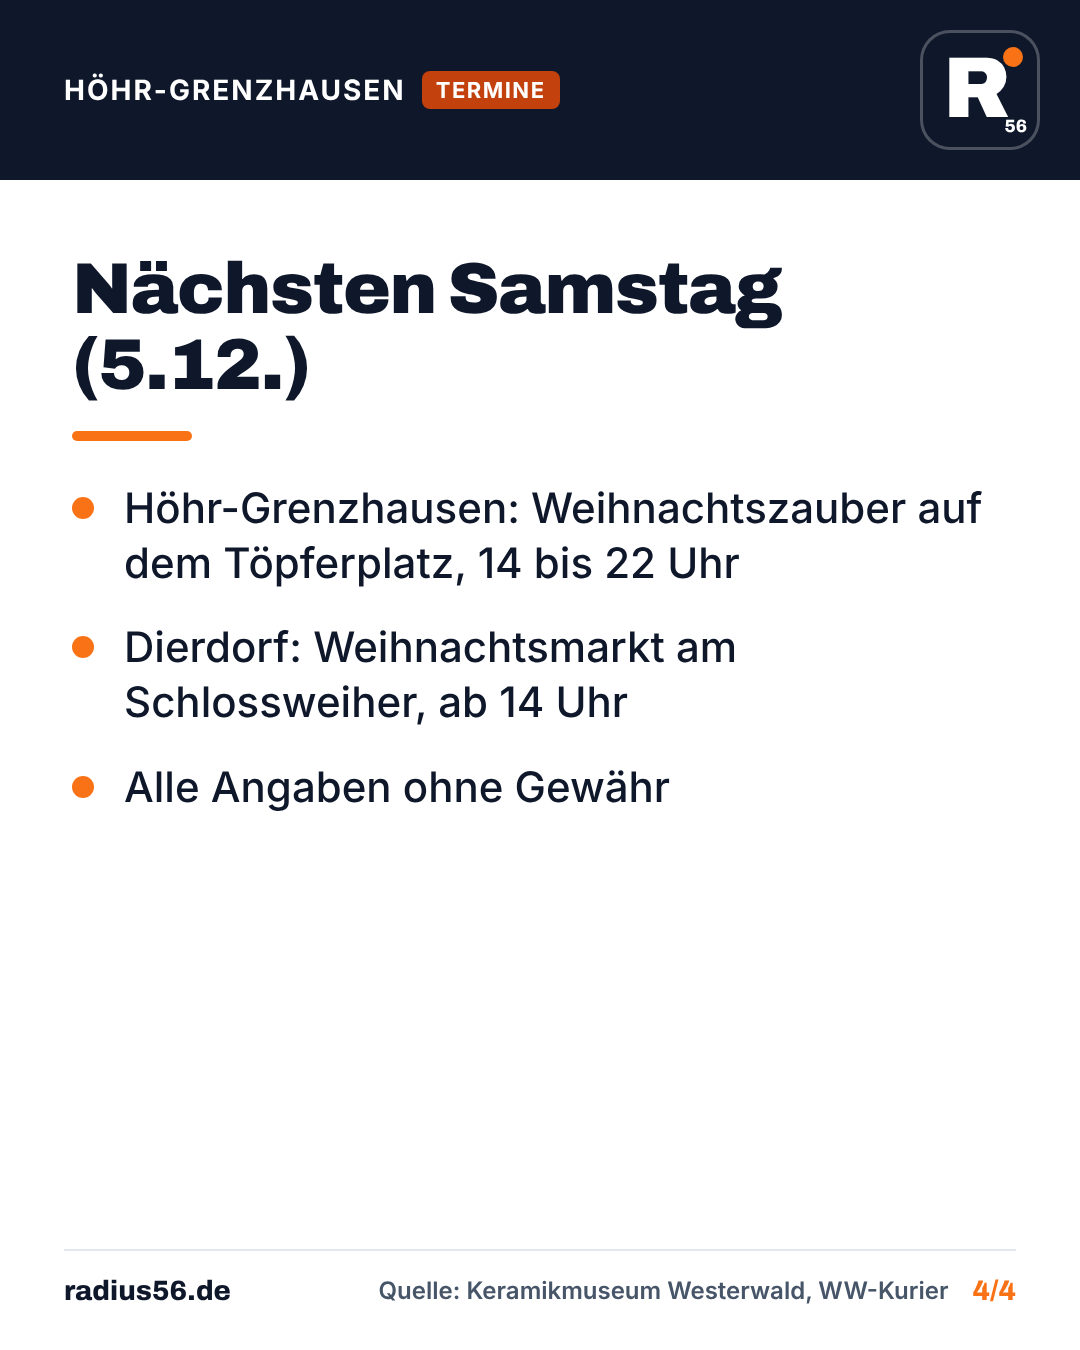 HÖHR-GRENZHAUSEN TERMINE
R
56
Nächsten Samstag
(5.12.)
Höhr-Grenzhausen: Weihnachtszauber auf
dem Töpferplatz, 14 bis 22 Uhr
Dierdorf: Weihnachtsmarkt am
Schlossweiher, ab 14 Uhr
Alle Angaben ohne Gewähr
radius56.de Quelle: Keramikmuseum Westerwald, WW-Kurier 4/4